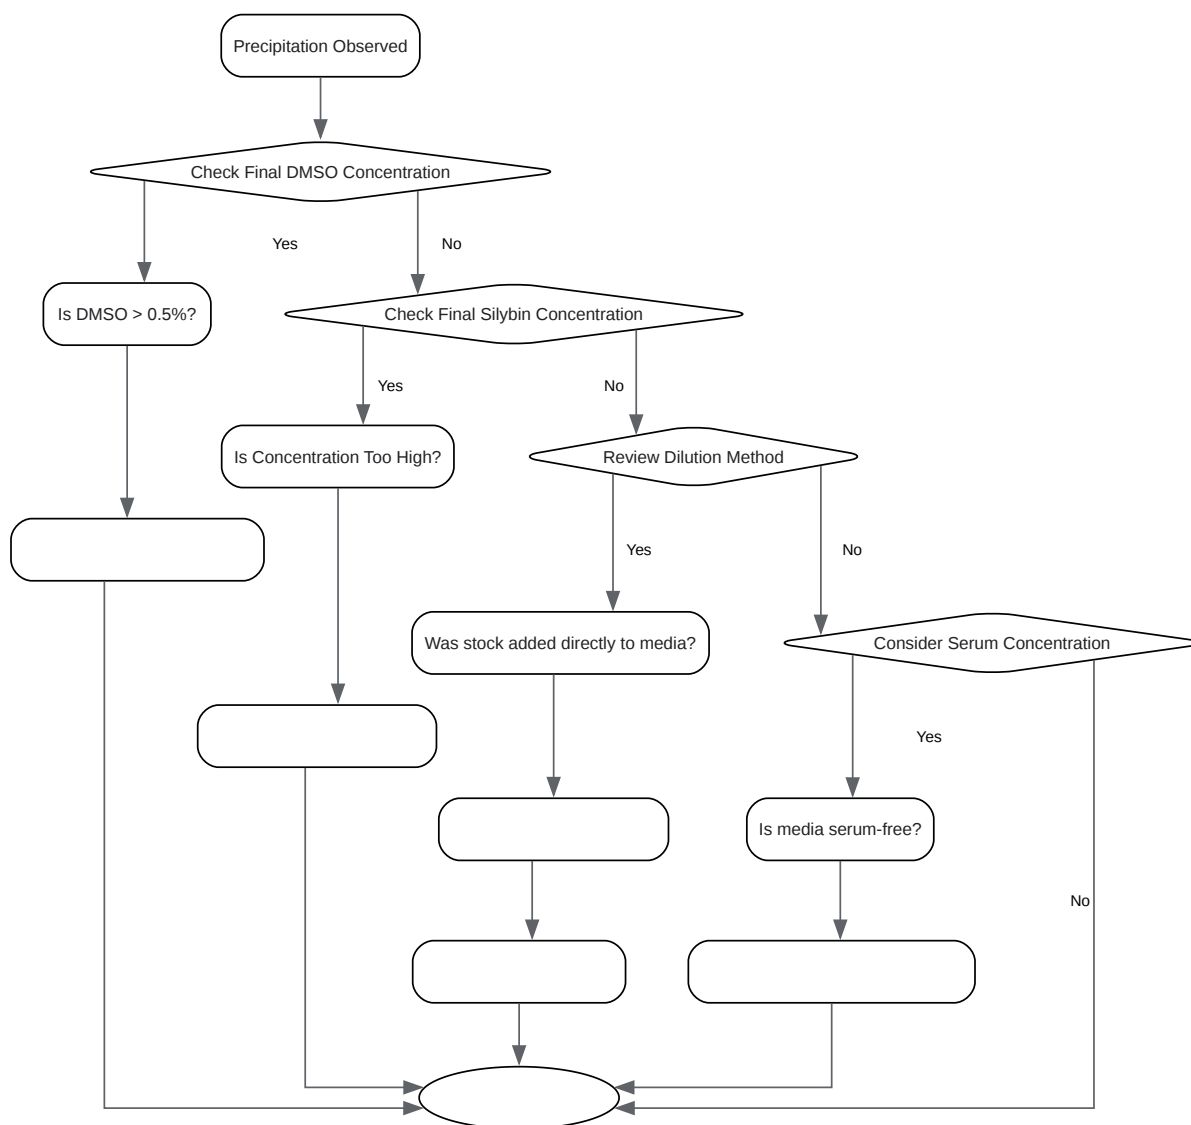 Precipitation Observed
Check Final DMSO Concentration
Yes
No
Is DMSO > 0.5%?
Check Final Silybin Concentration
Yes
No
Is Concentration Too High?
Review Dilution Method
Yes
No
Was stock added directly to media?
Consider Serum Concentration
Yes
Is media serum-free?
No